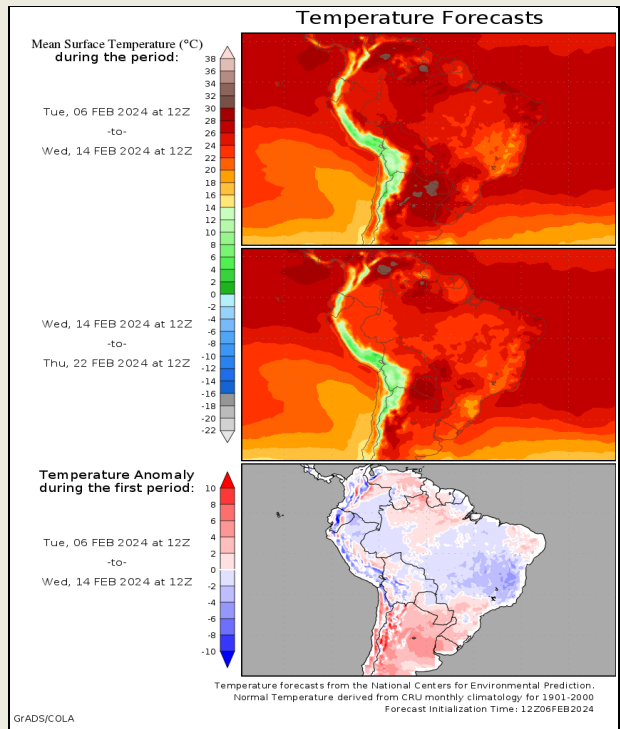 Temperature Forecasts
Mean Surface Temperature (°C)
during the period:
Tue, 06 FEB 2024 at 12Z
-to-
Wed, 14 FEB 2024 at 12Z
38
36
34
32
30
28
26
24
22
20
18
16
14
12
10
8
6
4
2
0
-2
-4
-6
-8
-10
-12
-14
-16
-18
-20
-22
Wed, 14 FEB 2024 at 12Z
-to-
Thu, 22 FEB 2024 at 12Z
Temperature Anomaly
during the first period:
Tue, 06 FEB 2024 at 12Z
-to-
Wed, 14 FEB 2024 at 12Z
10
8
6
4
2
0
-2
-4
-6
-8
-10
Temperature forecasts from the National Centers for Environmental Prediction.
Normal Temperature derived from CRU monthly climatology for 1901-2000
Forecast Initialization Time: 12Z06FEB2024
GrADS/COLA